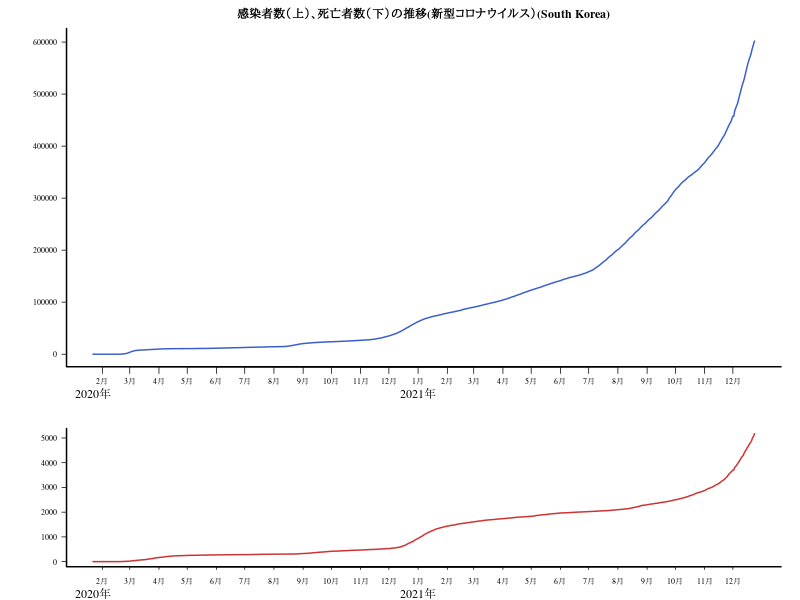 感染者数（上）、死亡者数（下）の推移(新型コロナウイルス）(South Korea)
600000
500000
400000
300000
200000
100000
0
2月 3月 4月 5月 6月 7月 8月 9月 10月 11月 12月 1月 2月 3月 4月 5月 6月 7月 8月 9月 10月 11月 12月
2020年 2021年
5000
4000
3000
2000
1000
0
2月 3月 4月 5月 6月 7月 8月 9月 10月 11月 12月 1月 2月 3月 4月 5月 6月 7月 8月 9月 10月 11月 12月
2020年 2021年